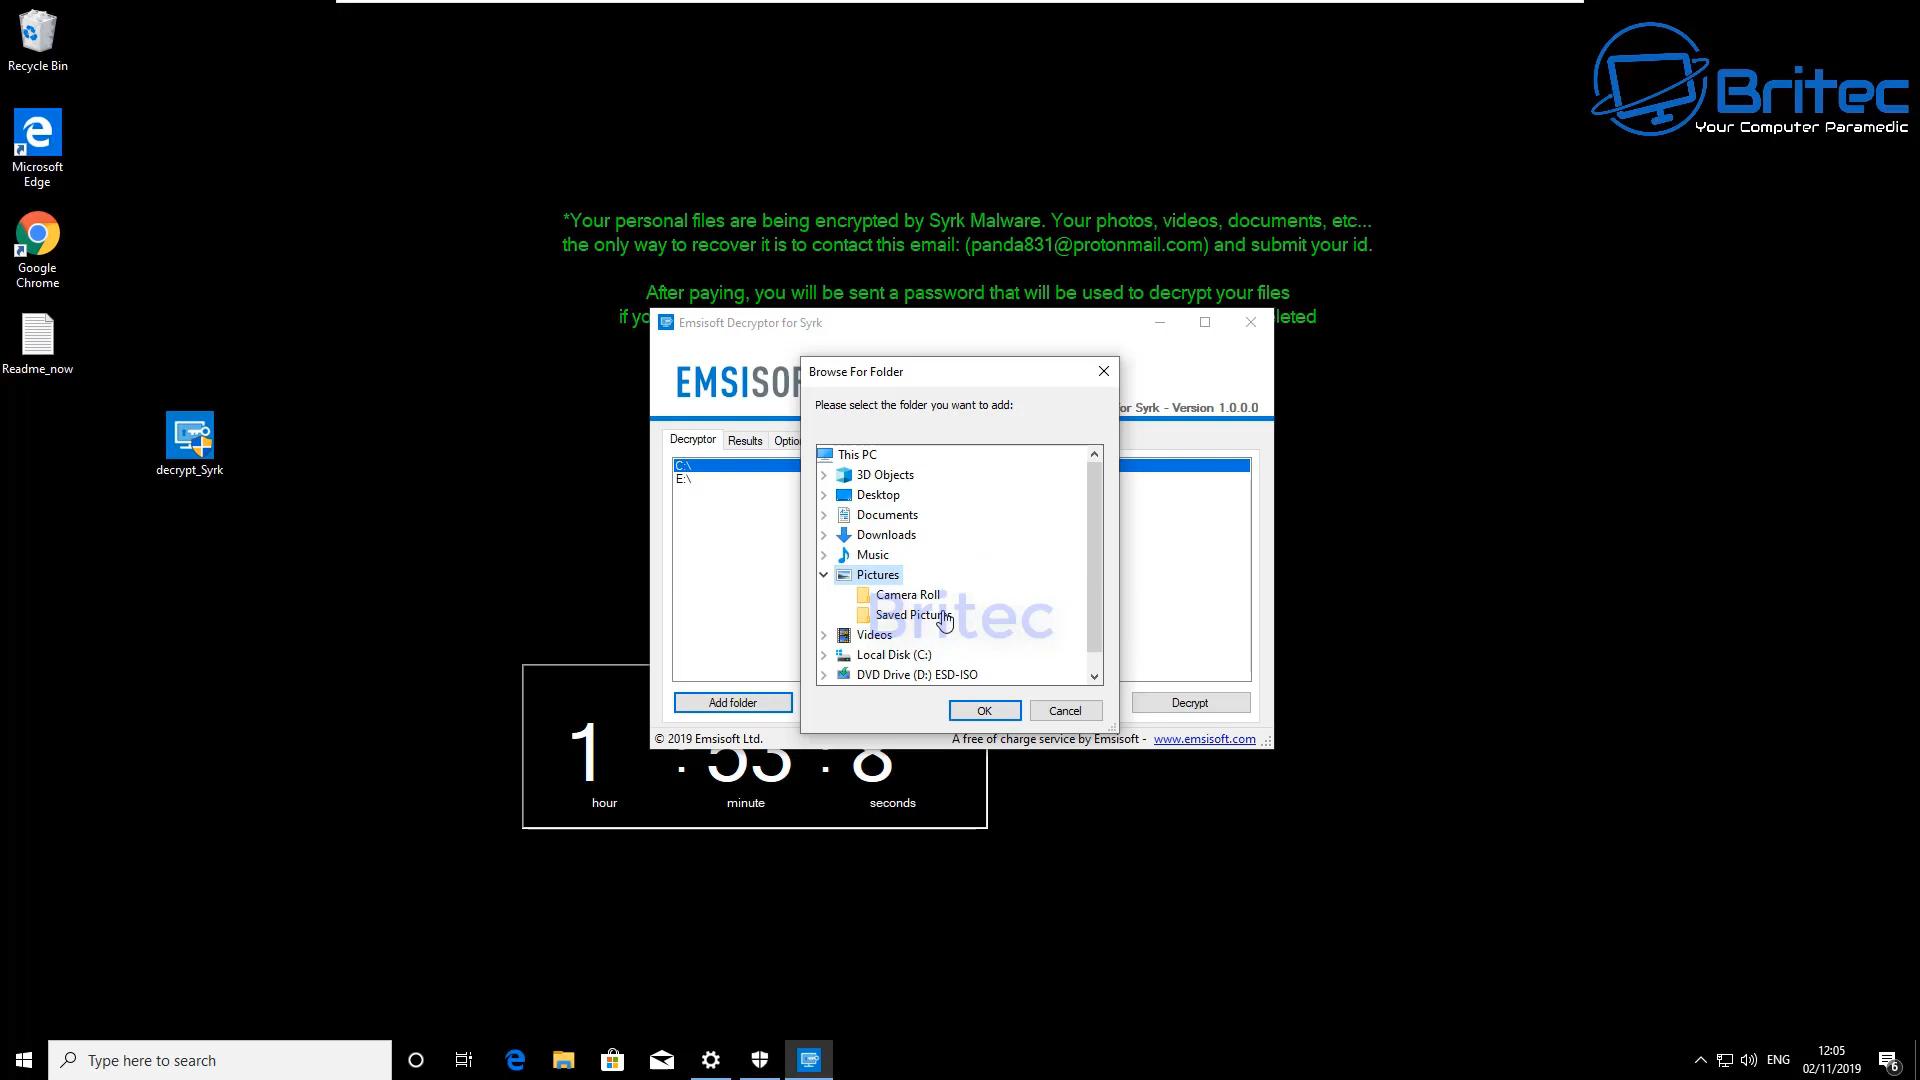 Recycle Bin
Microsoft
Edge
Google
Chrome
Readme_now
decrypt_Syrk
Britec
Your Computer Paramedic
*Your personal files are being encrypted by Syrk Malware. Your photos, videos, documents, etc...
the only way to recover it is to contact this email: (panda831@protonmail.com) and submit your id.
After paying, you will be sent a password that will be used to decrypt your files
if yo
leted
Emsisoft Decryptor for Syrk
EMSISOF
or Syrk - Version 1.0.0.0
Decryptor
Results
Optio
C:\
E:\
Browse For Folder
Please select the folder you want to add:
This PC
3D Objects
Desktop
Documents
Downloads
Music
Pictures
Camera Roll
Saved Pictures
Videos
Local Disk (C:)
DVD Drive (D:) ESD-ISO
Britec
OK
Cancel
Add folder
Decrypt
© 2019 Emsisoft Ltd.
A free of charge service by Emsisoft - www.emsisoft.com
1 : 53 : 8
hour minute seconds
Type here to search
ENG
12:05
02/11/2019
6